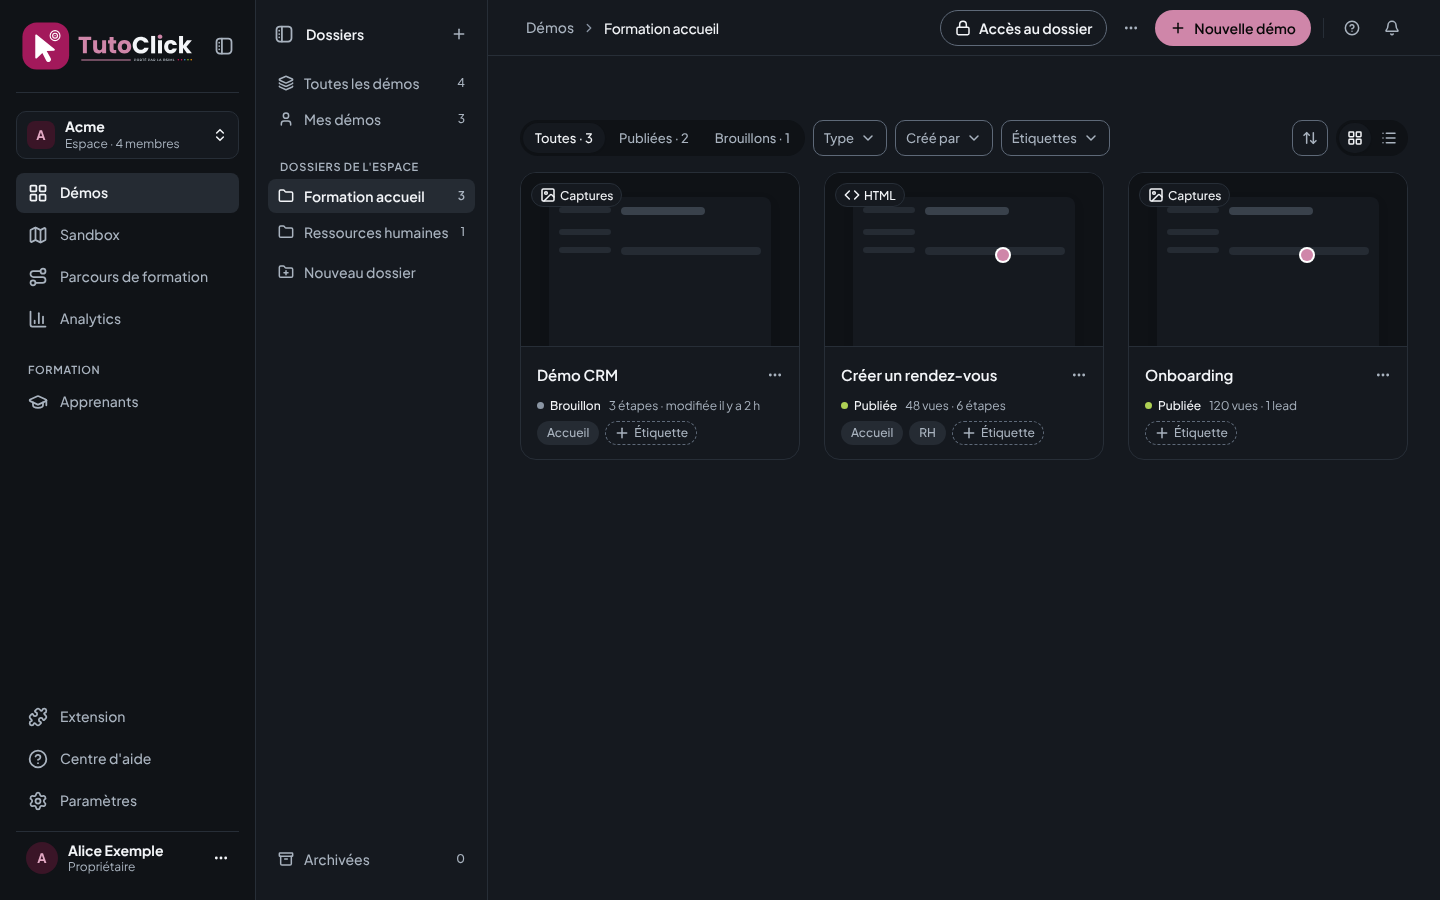 TutoClick
Acme
Espace · 4 membres
Démos
Sandbox
Parcours de formation
Analytics
FORMATION
Apprenants
Extension
Centre d'aide
Paramètres
A
A
Alice Exemple
Propriétaire
Dossiers
Toutes les démos 4
Mes démos 3
DOSSIERS DE L'ESPACE
Formation accueil 3
Ressources humaines 1
Nouveau dossier
Archivées 0
Démos > Formation accueil
Accès au dossier
Nouvelle démo
Toutes · 3 Publiées · 2 Brouillons · 1 Type Créé par Étiquettes
Captures
Démo CRM
Brouillon 3 étapes · modifiée il y a 2 h
Accueil + Étiquette
HTML
Créer un rendez-vous
Publiée 48 vues · 6 étapes
Accueil RH + Étiquette
Captures
Onboarding
Publiée 120 vues · 1 lead
+ Étiquette